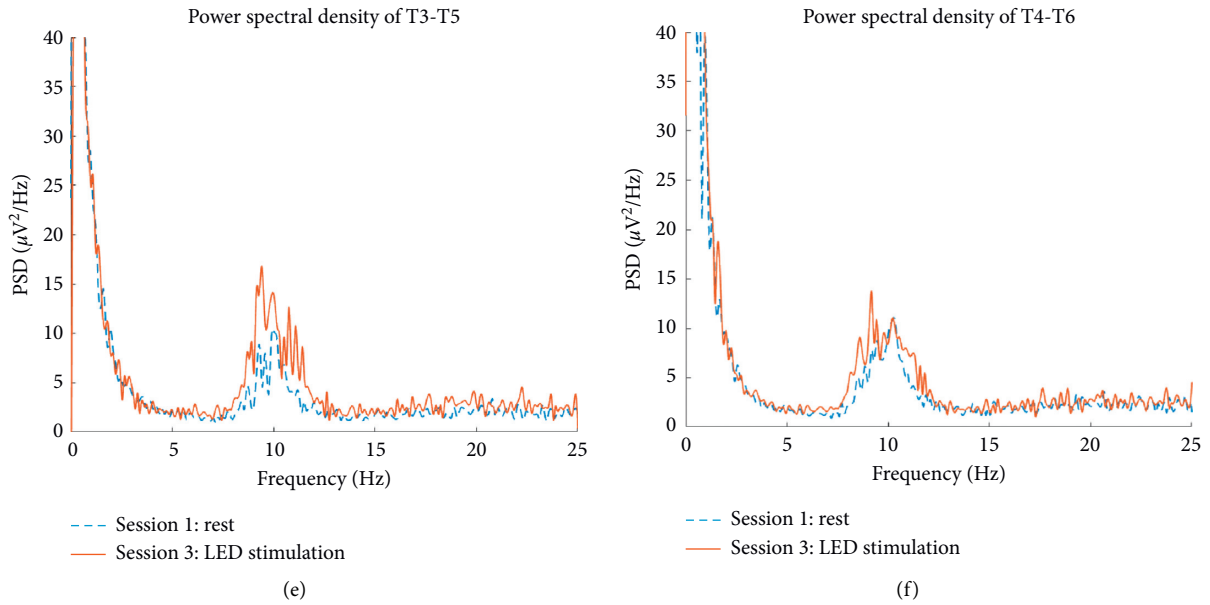 Power spectral density of T3-T5
40
35
30
25
20
15
10
5
0
PSD (μV²/Hz)
0 5 10 15 20 25
Frequency (Hz)
Session 1: rest
Session 3: LED stimulation
(e)
Power spectral density of T4-T6
40
35
30
25
20
15
10
5
0
PSD (μV²/Hz)
0 5 10 15 20 25
Frequency (Hz)
Session 1: rest
Session 3: LED stimulation
(f)